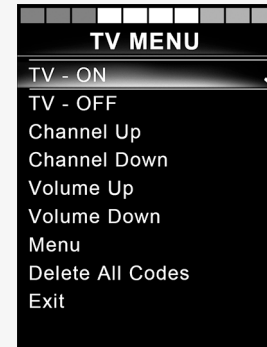 TV MENU
TV - ON
TV - OFF
Channel Up
Channel Down
Volume Up
Volume Down
Menu
Delete All Codes
Exit